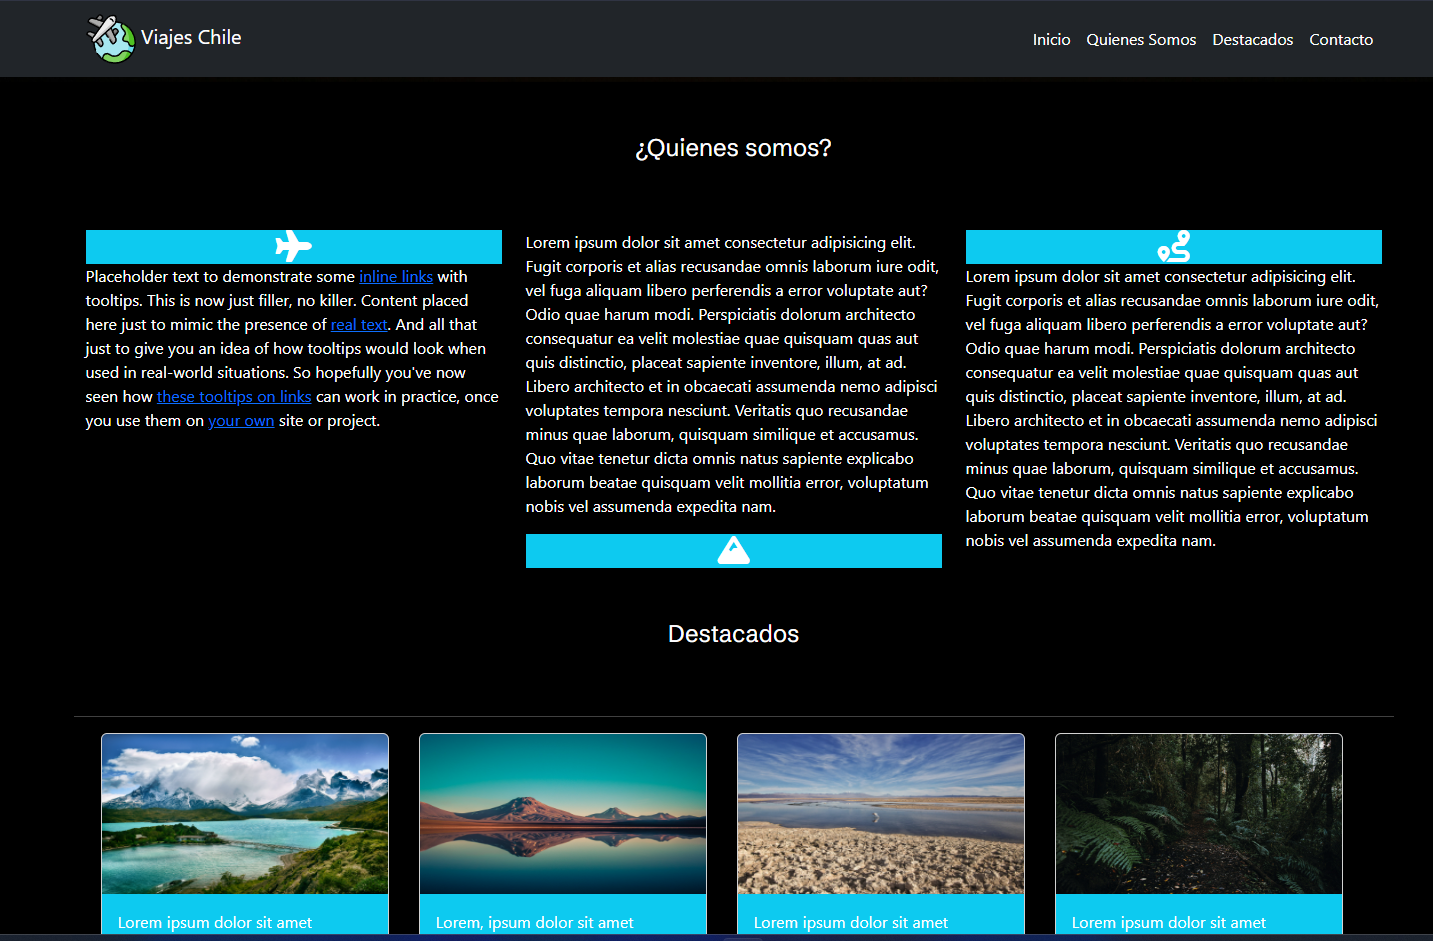 Viajes Chile
Inicio Quienes Somos Destacados Contacto
¿Quienes somos?
Placeholder text to demonstrate some inline links with
tooltips. This is now just filler, no killer. Content placed
here just to mimic the presence of real text. And all that
just to give you an idea of how tooltips would look when
used in real-world situations. So hopefully you've now
seen how these tooltips on links can work in practice, once
you use them on your own site or project.
Lorem ipsum dolor sit amet consectetur adipisicing elit.
Fugit corporis et alias recusandae omnis laborum iure odit,
vel fuga aliquam libero perferendis a error voluptate aut?
Odio quae harum modi. Perspiciatis dolorum architecto
consequatur ea velit molestiae quae quisquam quas aut
quis distinctio, placeat sapiente inventore, illum, at ad.
Libero architecto et in obcaecati assumenda nemo adipisci
voluptates tempora nesciunt. Veritatis quo recusandae
minus quae laborum, quisquam similique et accusamus.
Quo vitae tenetur dicta omnis natus sapiente explicabo
laborum beatae quisquam velit mollitia error, voluptatum
nobis vel assumenda expedita nam.
Lorem ipsum dolor sit amet consectetur adipisicing elit.
Fugit corporis et alias recusandae omnis laborum iure odit,
vel fuga aliquam libero perferendis a error voluptate aut?
Odio quae harum modi. Perspiciatis dolorum architecto
consequatur ea velit molestiae quae quisquam quas aut
quis distinctio, placeat sapiente inventore, illum, at ad.
Libero architecto et in obcaecati assumenda nemo adipisci
voluptates tempora nesciunt. Veritatis quo recusandae
minus quae laborum, quisquam similique et accusamus.
Quo vitae tenetur dicta omnis natus sapiente explicabo
laborum beatae quisquam velit mollitia error, voluptatum
nobis vel assumenda expedita nam.
Destacados
Lorem ipsum dolor sit amet
Lorem, ipsum dolor sit amet
Lorem ipsum dolor sit amet
Lorem ipsum dolor sit amet